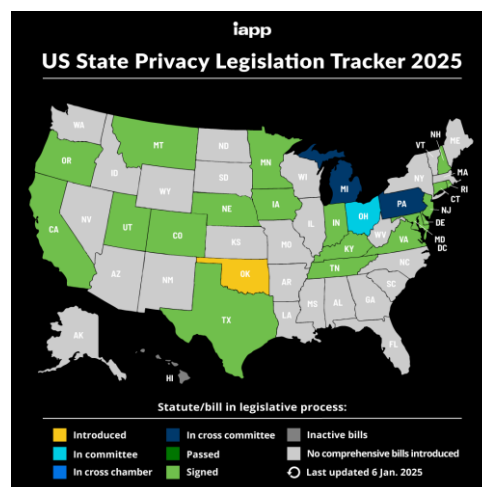 iapp
US State Privacy Legislation Tracker 2025
WA
MT
ND
MN
OR
ID
SD
WI
MI
VT
NH
ME
NY
MA
RI
CT
WY
NE
IA
PA
NJ
DE
MD
DC
NV
UT
CO
IL
IN
OH
WV
VA
CA
KS
MO
KY
NC
AZ
NM
OK
AR
TN
SC
TX
LA
MS
AL
GA
AK
HI
FL
Statute/bill in legislative process:
Introduced
In committee
In cross chamber
In cross committee
Passed
Signed
Inactive bills
No comprehensive bills introduced
Last updated 6 Jan. 2025